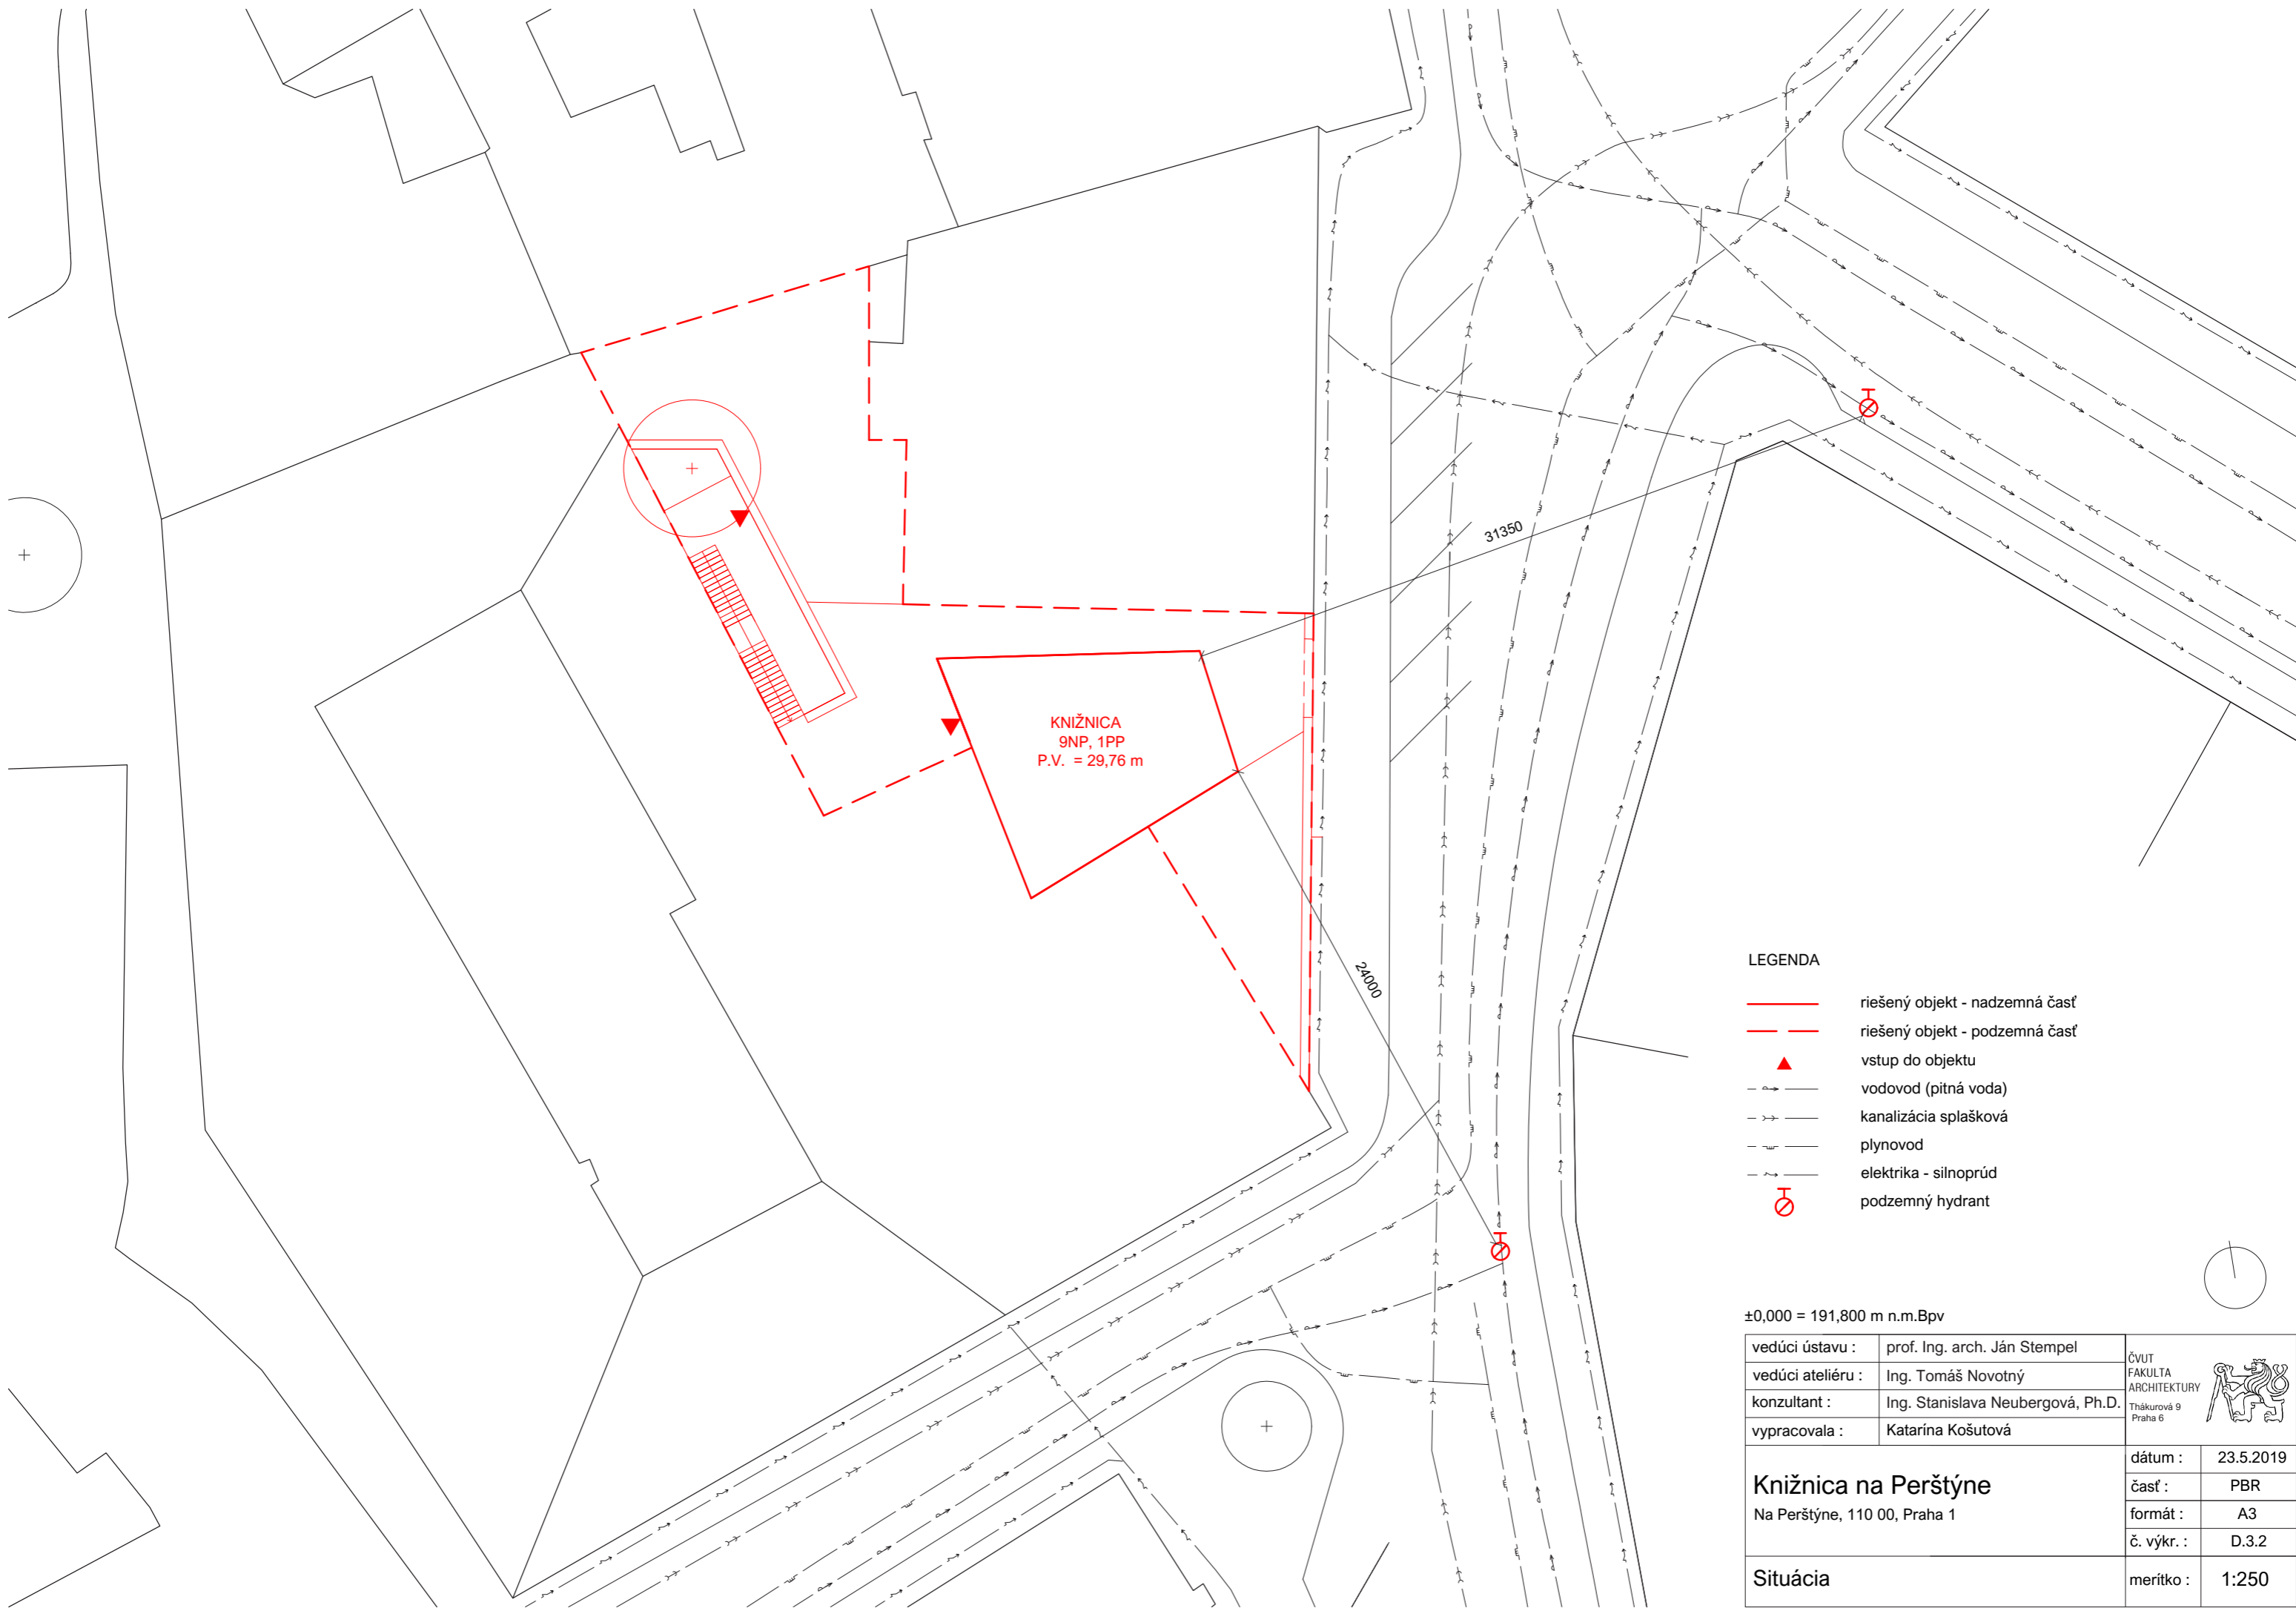 31350
KNIŽNICA
9NP, 1PP
P.V. = 29,76 m
24000
LEGENDA
riešený objekt - nadzemná časť
riešený objekt - podzemná časť
vstup do objektu
vodovod (pitná voda)
kanalizácia splašková
plynovod
elektrika - silnoprúd
podzemný hydrant
±0,000 = 191,800 m n.m.Bpv
vedúci ústavu : prof. Ing. arch. Ján Stempel
vedúci ateliéru : Ing. Tomáš Novotný
konzultant : Ing. Stanislava Neubergová, Ph.D.
vypracovala : Katarína Košutová
ČVUT
FAKULTA
ARCHITEKTURY
Thákurová 9
Praha 6
Knižnica na Perštýne
Na Perštýne, 110 00, Praha 1
dátum : 23.5.2019
časť : PBR
formát : A3
č. výkr. : D.3.2
Situácia
merítko : 1:250